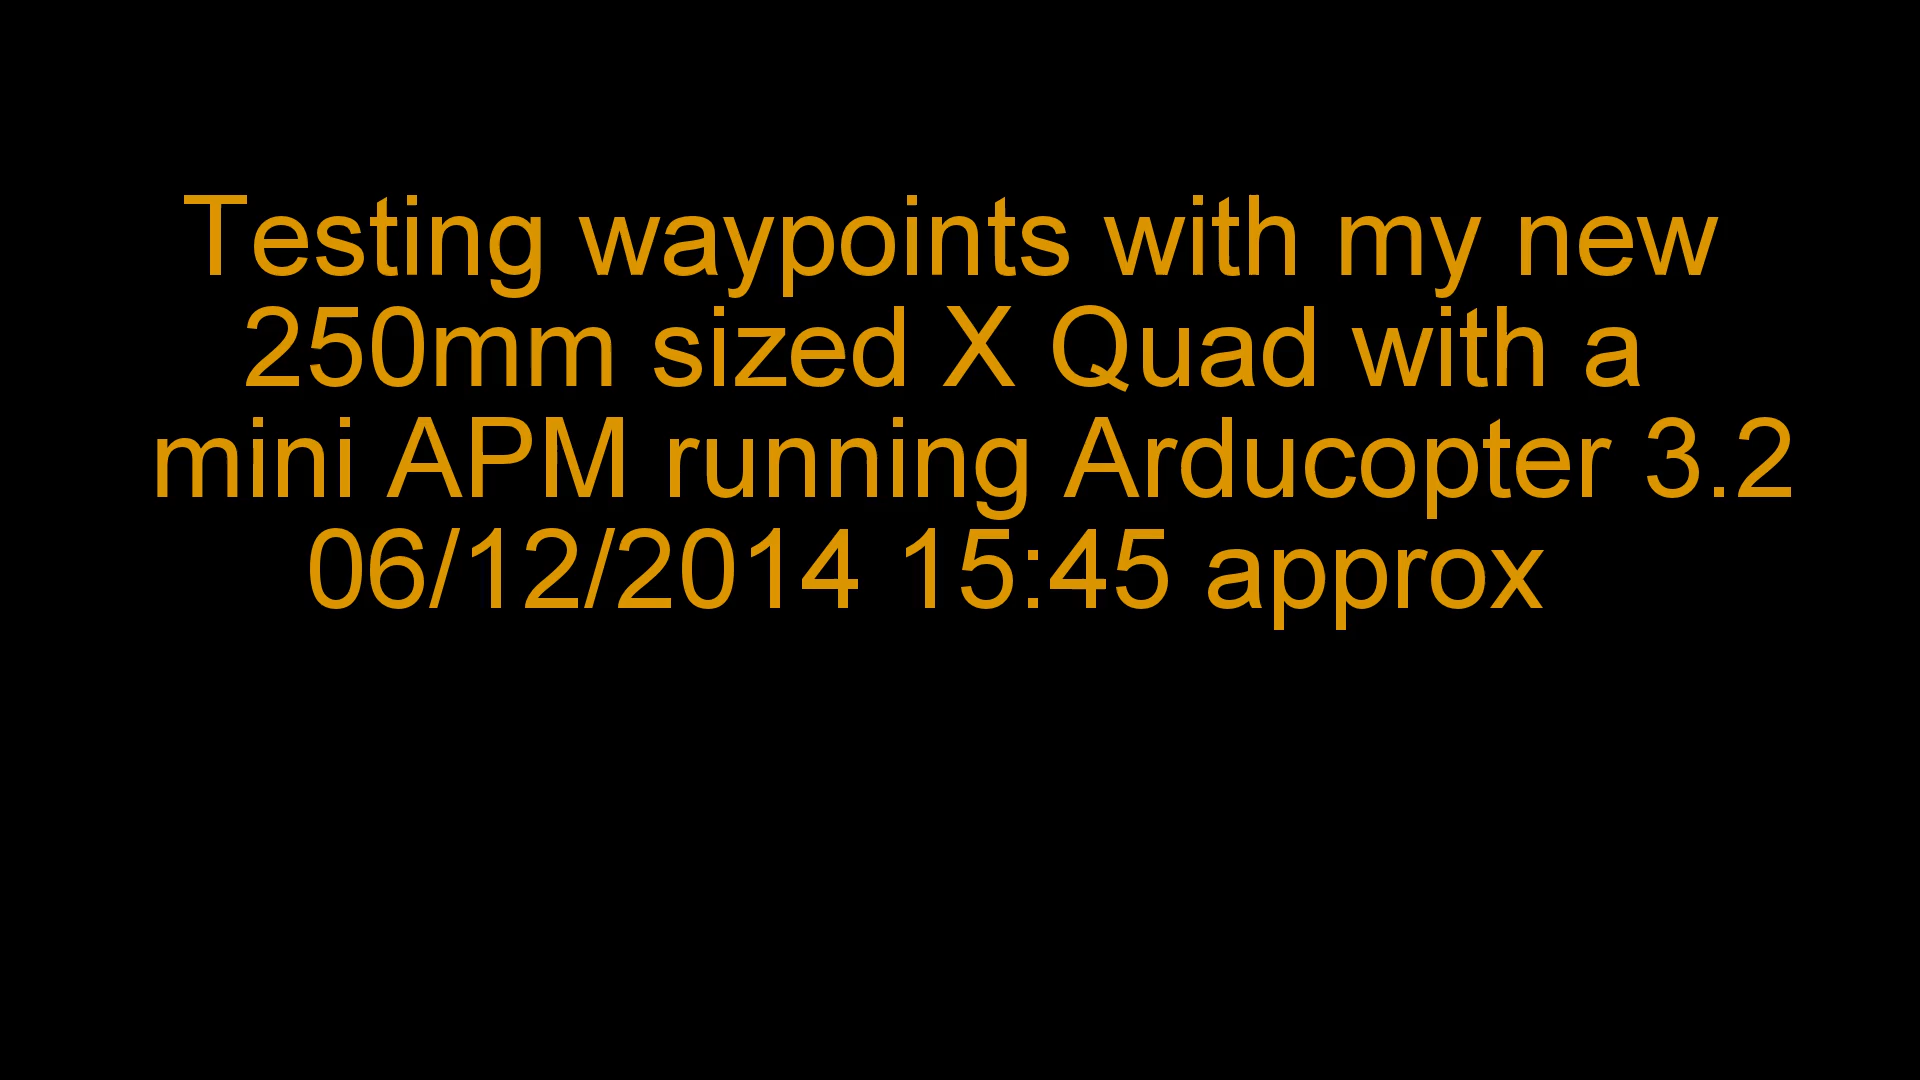 Testing waypoints with my new
250mm sized X Quad with a
mini APM running Arducopter 3.2
06/12/2014 15:45 approx